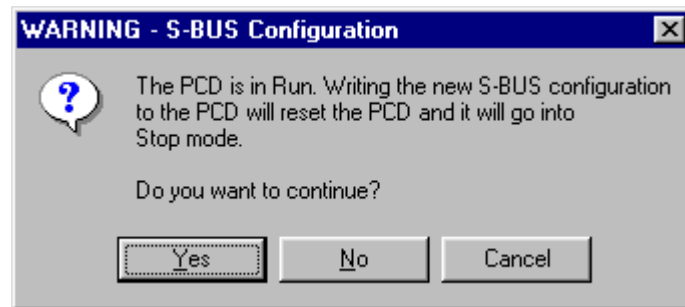 WARNING - S-BUS Configuration
The PCD is in Run. Writing the new S-BUS configuration
to the PCD will reset the PCD and it will go into
Stop mode.
Do you want to continue?
Yes
No
Cancel